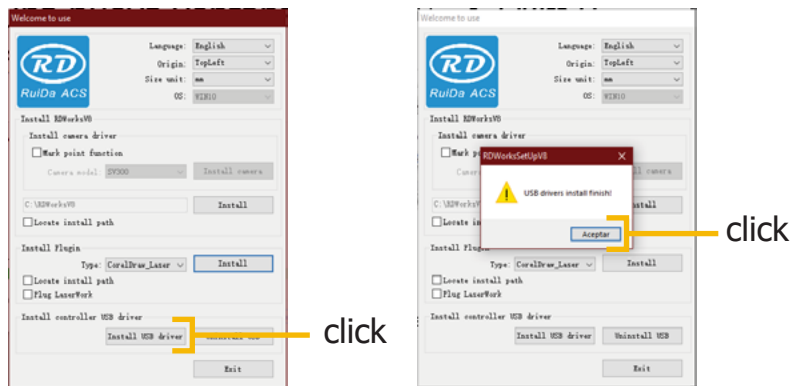 Welcome to use
RD
RuiDa ACS
Language: English
Origin: TopLeft
Size unit: mm
OS: WIN10
Install RDWorksV8
Install camera driver
Mark point function
Camera model: SV300 Install camera
C:\RDWorksV8 Install
Locate install path
Install Plugin
Type: CorelDraw_Laser Install
Locate install path
Plug LaserWork
Install controller USB driver
Install USB driver Uninstall USB
Exit
click
Welcome to use
RD
RuiDa ACS
Language: English
Origin: TopLeft
Size unit: mm
OS: WIN10
Install RDWorksV8
Install camera driver
Mark
RDWorksSetUpV8 X
USB drivers install finish!
Aceptar
C:\RDWorksV
Locate
Install
Type: CorelDraw_Laser Install
Locate install path
Plug LaserWork
Install controller USB driver
Install USB driver Uninstall USB
Exit
click